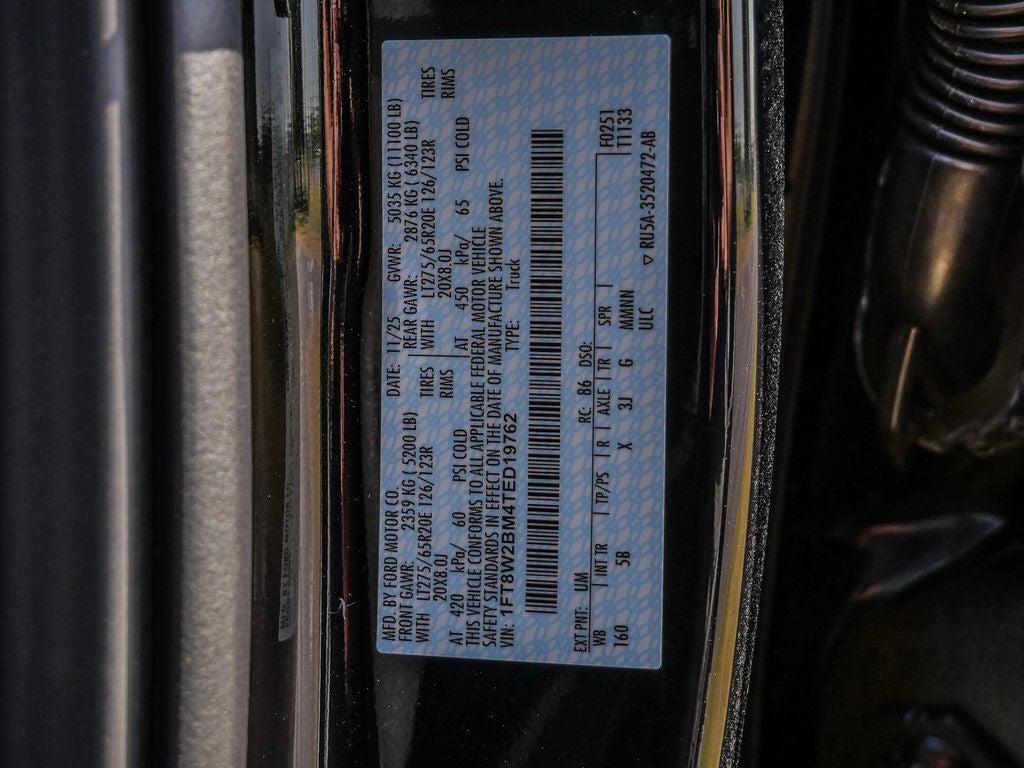 MFD. BY FORD MOTOR CO.
DATE: 11/25 GVWR: 5035 KG (11100 LB)
FRONT GAWR: 2359 KG ( 5200 LB) REAR GAWR: 2876 KG ( 6340 LB)
WITH LT275/65R20E 126/123R TIRES WITH LT275/65R20E 126/123R TIRES
20X8.0J RIMS 20X8.0J RIMS
AT 420 kPa/ 60 PSI COLD AT 450 kPa/ 65 PSI COLD
THIS VEHICLE CONFORMS TO ALL APPLICABLE FEDERAL MOTOR VEHICLE
SAFETY STANDARDS IN EFFECT ON THE DATE OF MANUFACTURE SHOWN ABOVE.
VIN: 1FT8W2BM4TED19762 TYPE: Truck
EXT PNT: UM RC: 86 DSO: F0251
WB INT TR TP/PS R AXLE TR SPR T1133
160 5B X 3J G MMNNN
ULC ▽ RU5A-3520472-AB